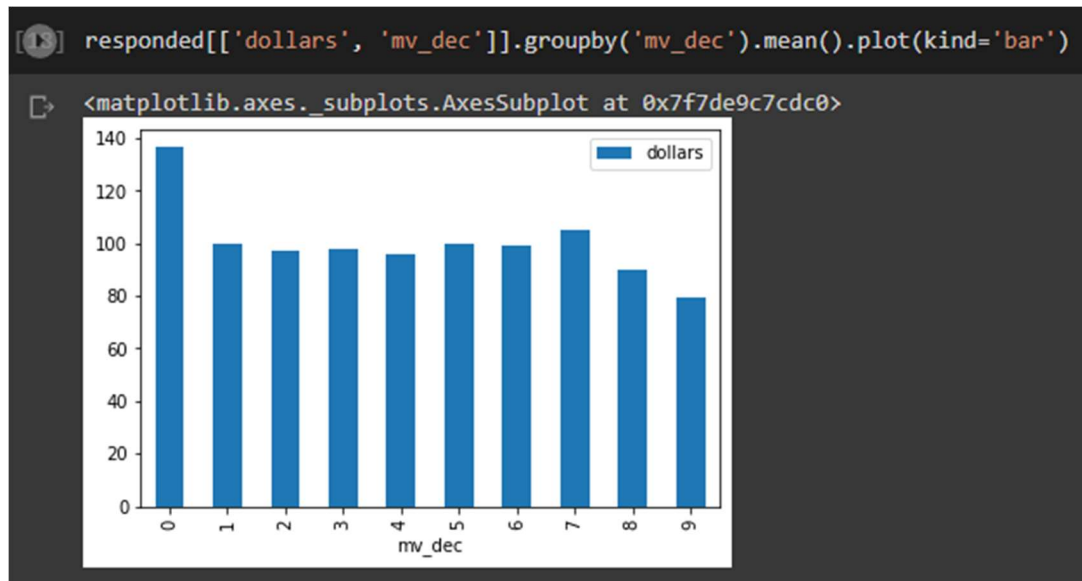 [13] responded[['dollars', 'mv_dec']].groupby('mv_dec').mean().plot(kind='bar')
<matplotlib.axes._subplots.AxesSubplot at 0x7f7de9c7cdc0>
140
120
100
80
60
40
20
0
dollars
0 1 2 3 4 5 6 7 8 9
mv_dec